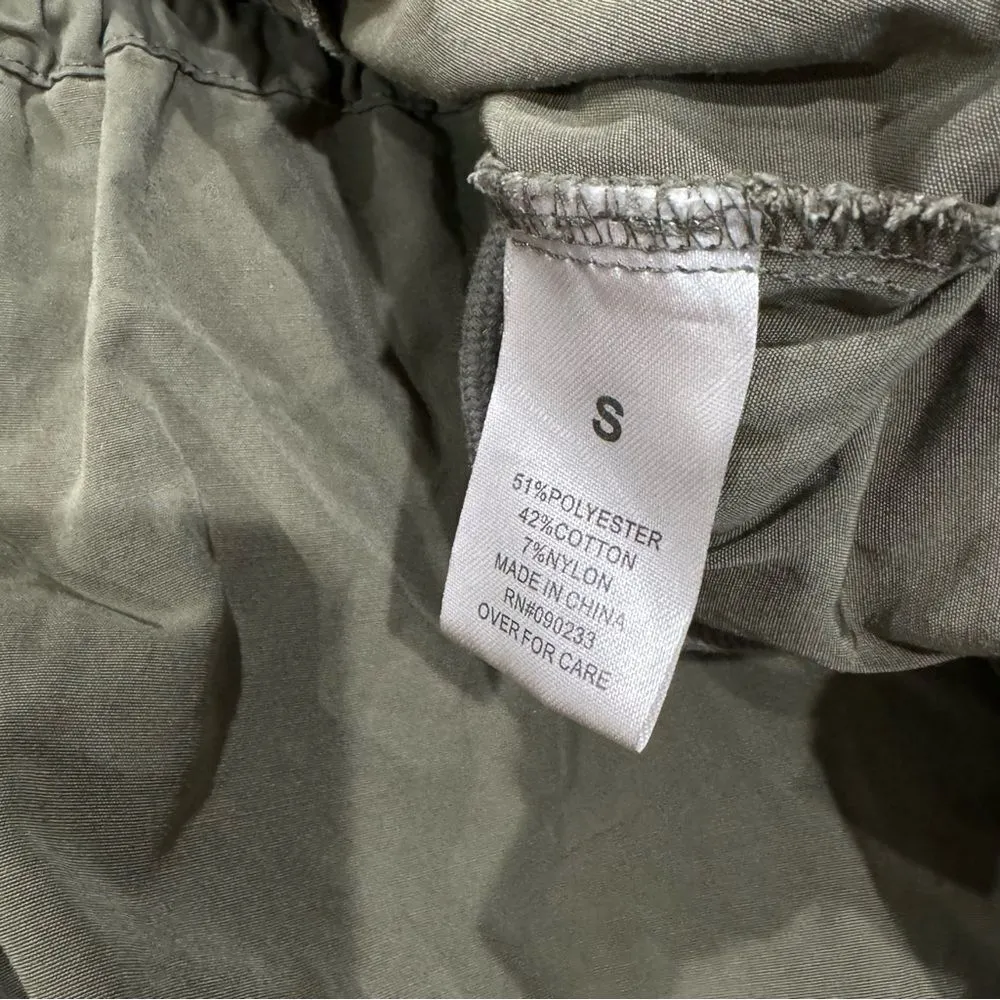 S
51%POLYESTER
42%COTTON
7%NYLON
MADE IN CHINA
RN#090233
OVER FOR CARE